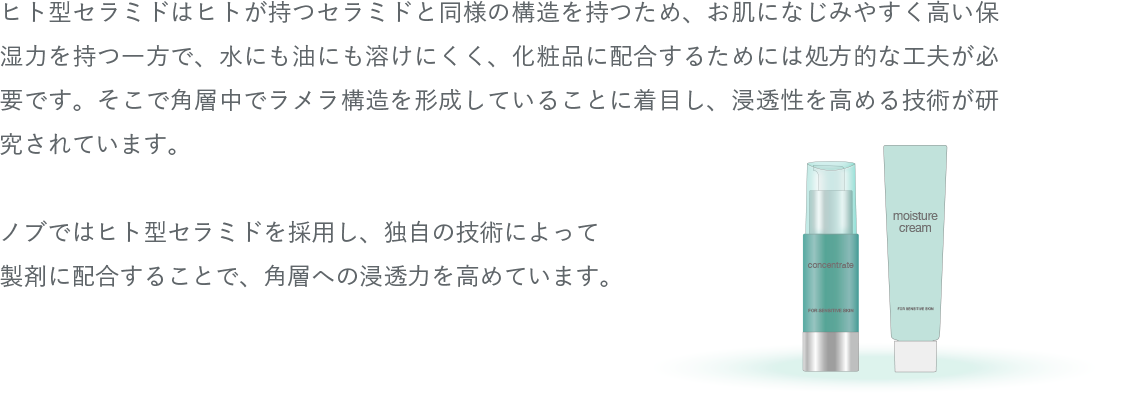 ヒト型セラミドはヒトが持つセラミドと同様の構造を持つため、お肌になじみやすく高い保
湿力を持つ一方で、水にも油にも溶けにくく、化粧品に配合するためには処方的な工夫が必
要です。そこで角層中でラメラ構造を形成していることに着目し、浸透性を高める技術が研
究されています。
ノブではヒト型セラミドを採用し、独自の技術によって
製剤に配合することで、角層への浸透力を高めています。
concentrate
FOR SENSITIVE SKIN
moisture
cream
FOR SENSITIVE SKIN